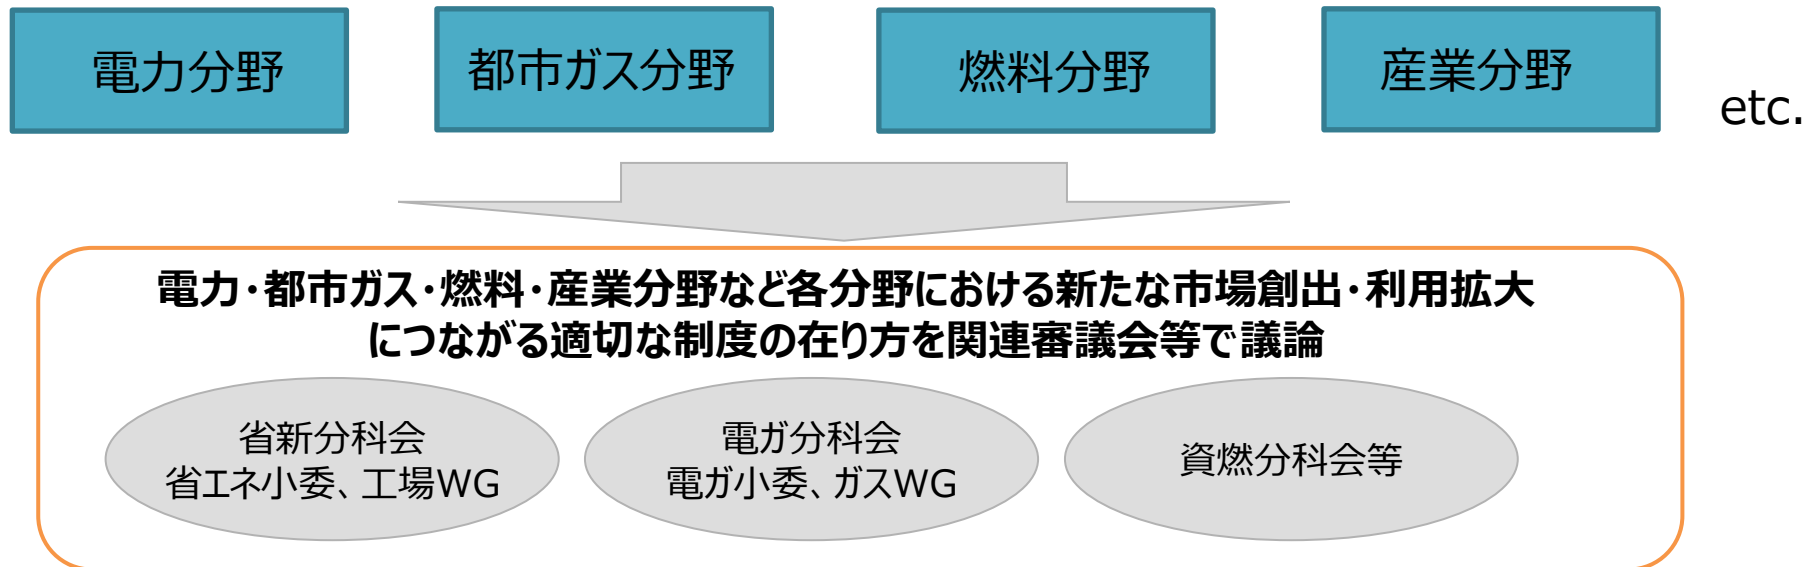 電力分野
都市ガス分野
燃料分野
産業分野
etc.
電力・都市ガス・燃料・産業分野など各分野における新たな市場創出・利用拡大
につながる適切な制度の在り方を関連審議会等で議論
省新分科会
省エネ小委、工場WG
電ガ分科会
電ガ小委、ガスWG
資燃分科会等